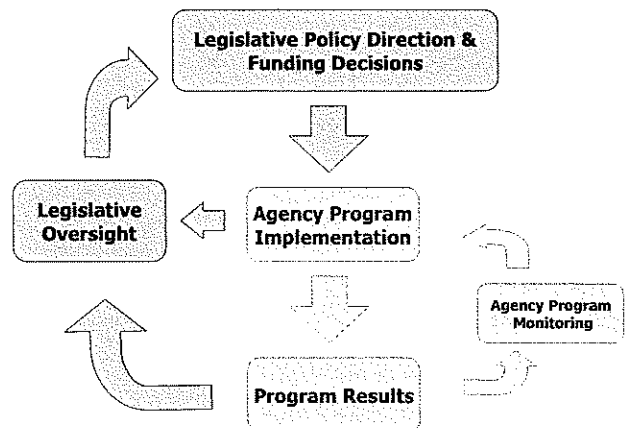 Legislative Policy Direction &
Funding Decisions
Legislative
Oversight
Agency Program
Implementation
Agency Program
Monitoring
Program Results